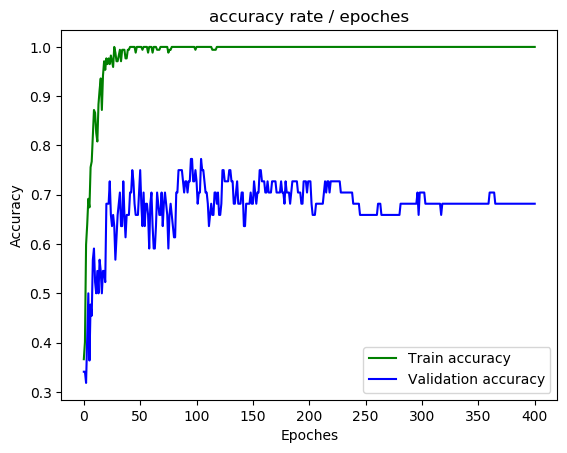 accuracy rate / epoches
1.0
0.9
0.8
0.7
0.6
0.5
0.4
0.3
Accuracy
0 50 100 150 200 250 300 350 400
Epoches
Train accuracy
Validation accuracy